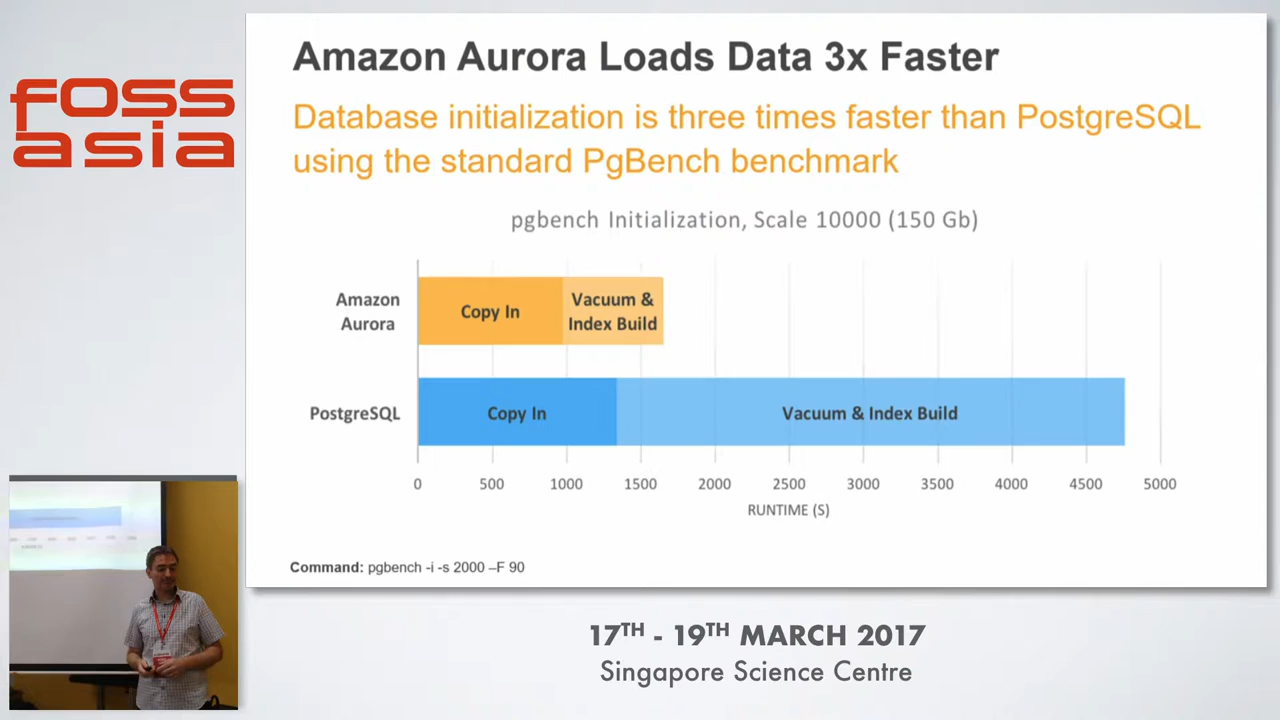 foss
asia
Amazon Aurora Loads Data 3x Faster
Database initialization is three times faster than PostgreSQL
using the standard PgBench benchmark
pgbench Initialization, Scale 10000 (150 Gb)
Amazon
Aurora
Copy In
Vacuum &
Index Build
PostgreSQL
Copy In
Vacuum & Index Build
0 500 1000 1500 2000 2500 3000 3500 4000 4500 5000
RUNTIME (S)
Command: pgbench -i -s 2000 –F 90
17TH - 19TH MARCH 2017
Singapore Science Centre